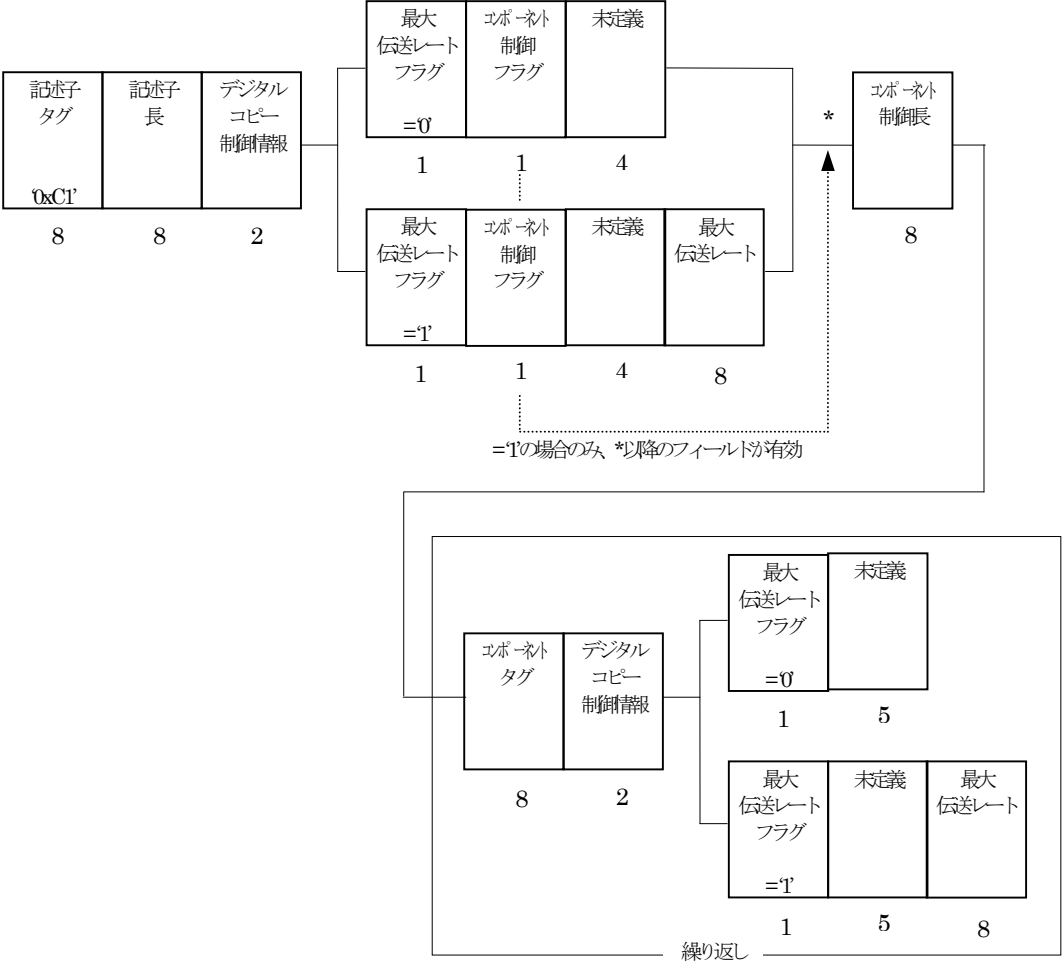 記述子
タグ
‘0xC1’
8
記述子
長
8
デジタル
コピー
制御情報
2
最大
伝送レート
フラグ
=‘0’
1
コンポーネント
制御
フラグ
1
未定義
4
最大
伝送レート
フラグ
=‘1’
1
コンポーネント
制御
フラグ
1
未定義
4
最大
伝送レート
8
=‘1’の場合のみ、*以降のフィールドが有効
*
コンポーネント
制御長
8
コンポーネント
タグ
8
デジタル
コピー
制御情報
2
最大
伝送レート
フラグ
=‘0’
1
未定義
5
最大
伝送レート
フラグ
=‘1’
1
未定義
5
最大
伝送レート
8
繰り返し